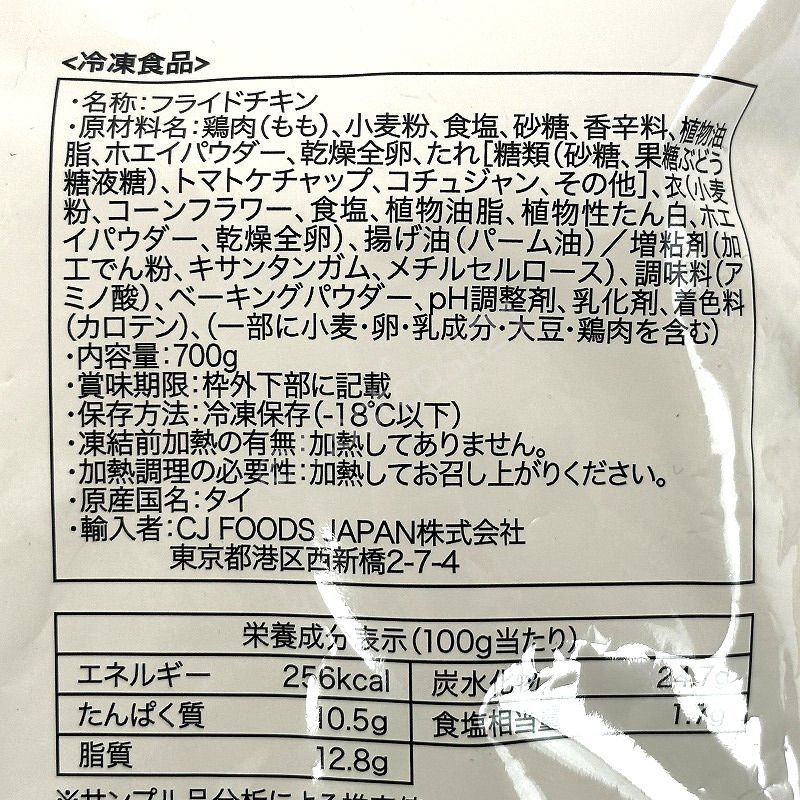 <冷凍食品>
・名称:フライドチキン
・原材料名:鶏肉(もも)、小麦粉、食塩、砂糖、香辛料、植物油
脂、ホエイパウダー、乾燥全卵、たれ[糖類(砂糖、果糖ぶどう
糖液糖)、トマトケチャップ、コチュジャン、その他]、衣(小麦
粉、コーンフラワー、食塩、植物油脂、植物性たん白、ホエ
イパウダー、乾燥全卵)、揚げ油(パーム油)/増粘剤(加
工でん粉、キサンタンガム、メチルセルロース)、調味料(ア
ミノ酸)、ベーキングパウダー、pH調整剤、乳化剤、着色料
(カロテン)、(一部に小麦・卵・乳成分・大豆・鶏肉を含む)
・内容量:700g
・賞味期限:枠外下部に記載
・保存方法:冷凍保存(-18℃以下)
・凍結前加熱の有無:加熱してありません。
・加熱調理の必要性:加熱してお召し上がりください。
・原産国名:タイ
・輸入者:CJ FOODS JAPAN株式会社
東京都港区西新橋2-7-4
栄養成分表示(100g当たり)
エネルギー 256kcal 炭水化物 24.7g
たんぱく質 10.5g 食塩相当量
脂質 12.8g